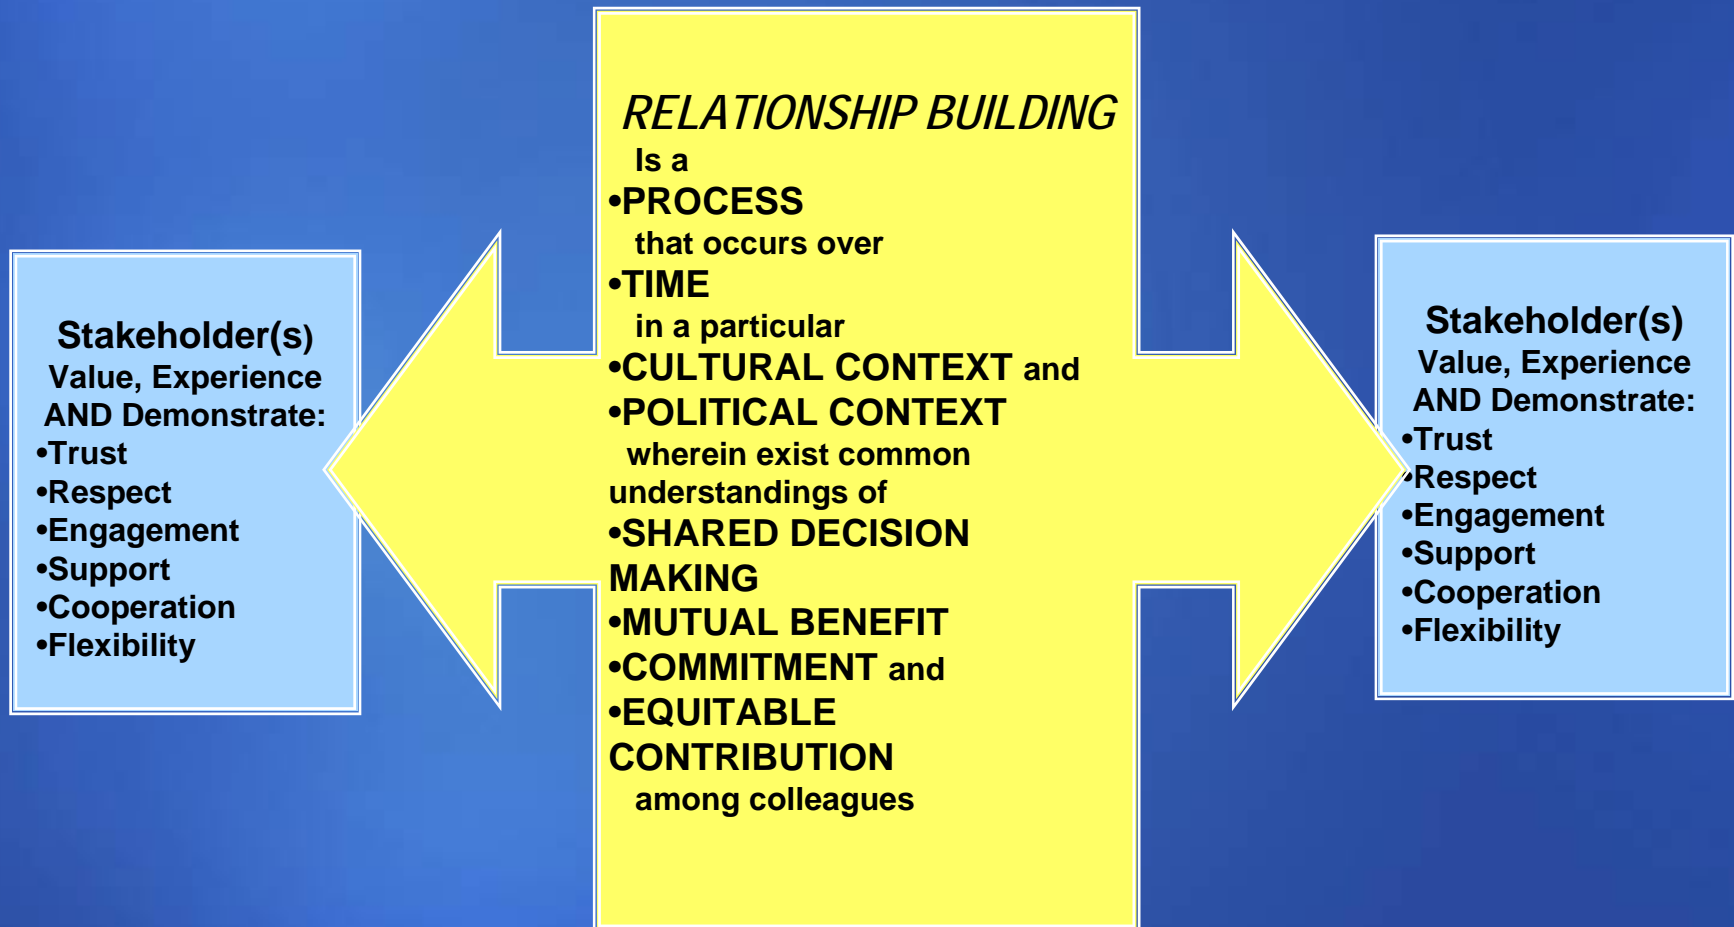 Stakeholder(s)
Value, Experience
AND Demonstrate:
•Trust
•Respect
•Engagement
•Support
•Cooperation
•Flexibility
RELATIONSHIP BUILDING
Is a
•PROCESS
that occurs over
•TIME
in a particular
•CULTURAL CONTEXT and
•POLITICAL CONTEXT
wherein exist common
understandings of
•SHARED DECISION
MAKING
•MUTUAL BENEFIT
•COMMITMENT and
•EQUITABLE
CONTRIBUTION
among colleagues
Stakeholder(s)
Value, Experience
AND Demonstrate:
•Trust
•Respect
•Engagement
•Support
•Cooperation
•Flexibility